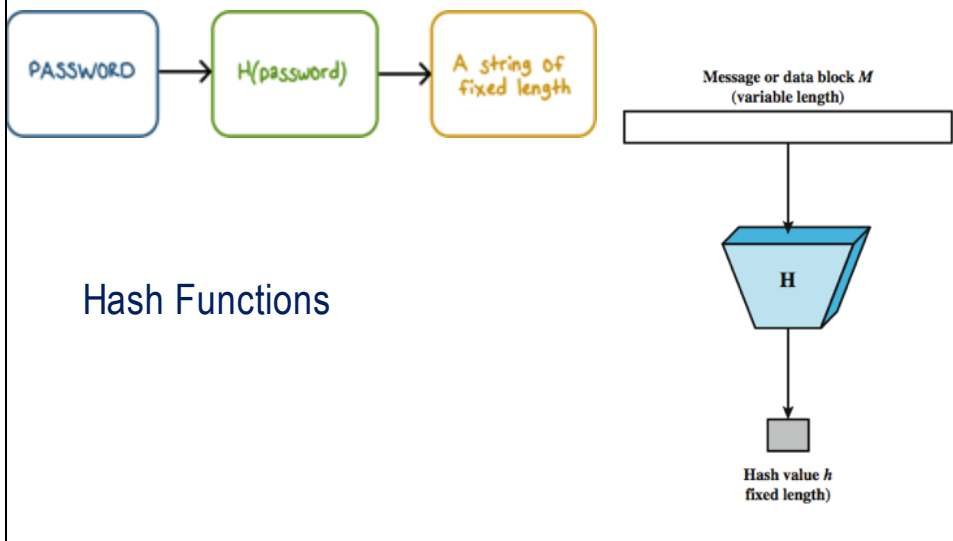 PASSWORD
H(password)
A string of
fixed length
Message or data block M
(variable length)
H
Hash Functions
Hash value h
fixed length)